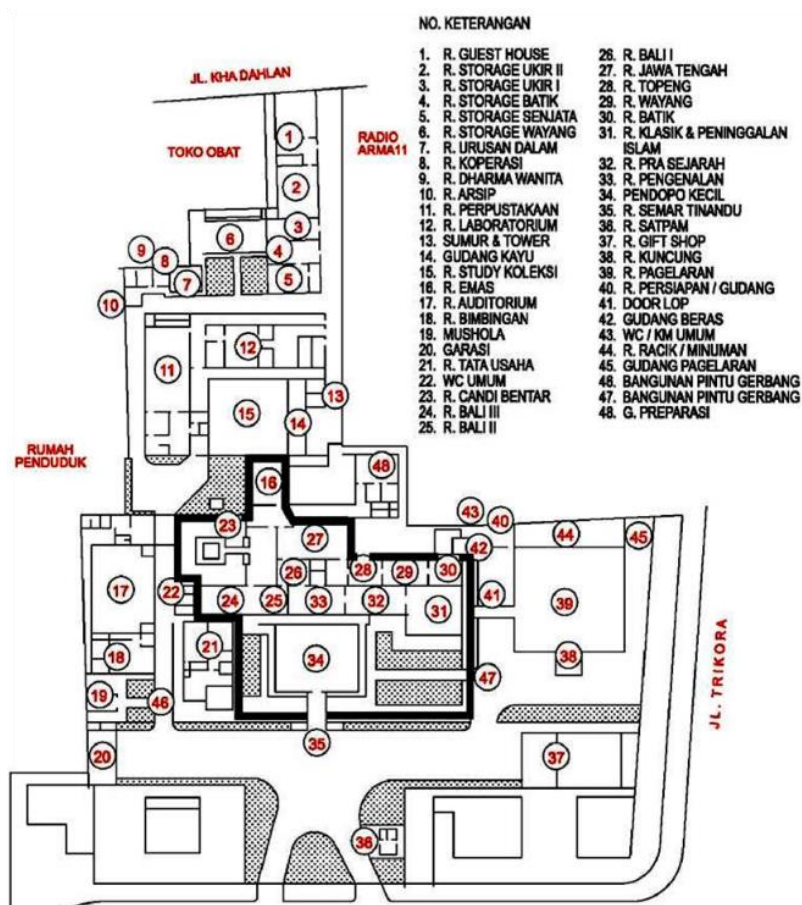 NO. KETERANGAN
1. R. GUEST HOUSE
2. R. STORAGE UKIR II
3. R. STORAGE UKIR I
4. R. STORAGE BATIK
5. R. STORAGE SENJATA
6. R. STORAGE WAYANG
7. R. URUSAN DALAM
8. R. KOPERASI
9. R. DHARMA WANITA
10. R. ARSIP
11. R. PERPUSTAKAAN
12. R. LABORATORIUM
13. SUMUR & TOWER
14. GUDANG KAYU
15. R. STUDY KOLEKSI
16. R. EMAS
17. R. AUDITORIUM
18. R. BIMBINGAN
19. MUSHOLA
20. GARASI
21. R. TATA USAHA
22. WC UMUM
23. R. CANDI BENTAR
24. R. BALI III
25. R. BALI II
26. R. BALI I
27. R. JAWA TENGAH
28. R. TOPENG
29. R. WAYANG
30. R. BATIK
31. R. KLASIK & PENINGGALAN
ISLAM
32. R. PRA SEJARAH
33. R. PENGENALAN
34. PENDOPO KECIL
35. R. SEMAR TINANDU
36. R. SATPAM
37. R. GIFT SHOP
38. R. KUNCUNG
39. R. PAGELARAN
40. R. PERSIAPAN / GUDANG
41. DOOR LOP
42. GUDANG BERAS
43. WC / KM UMUM
44. R. RACIK / MINUMAN
45. GUDANG PAGELARAN
46. BANGUNAN PINTU GERBANG
47. BANGUNAN PINTU GERBANG
48. G. PREPARASI
JL. KHA DAHLAN
TOKO OBAT
RADIO
ARMA11
1
2
3
4
5
6
7
8
9
10
11
12
13
14
15
RUMAH
PENDUDUK
16
48
43
40
44
45
23
27
42
17
26
28
29
30
22
24
25
33
32
31
41
39
21
34
38
18
19
46
47
35
20
37
36
JL. TRIKORA